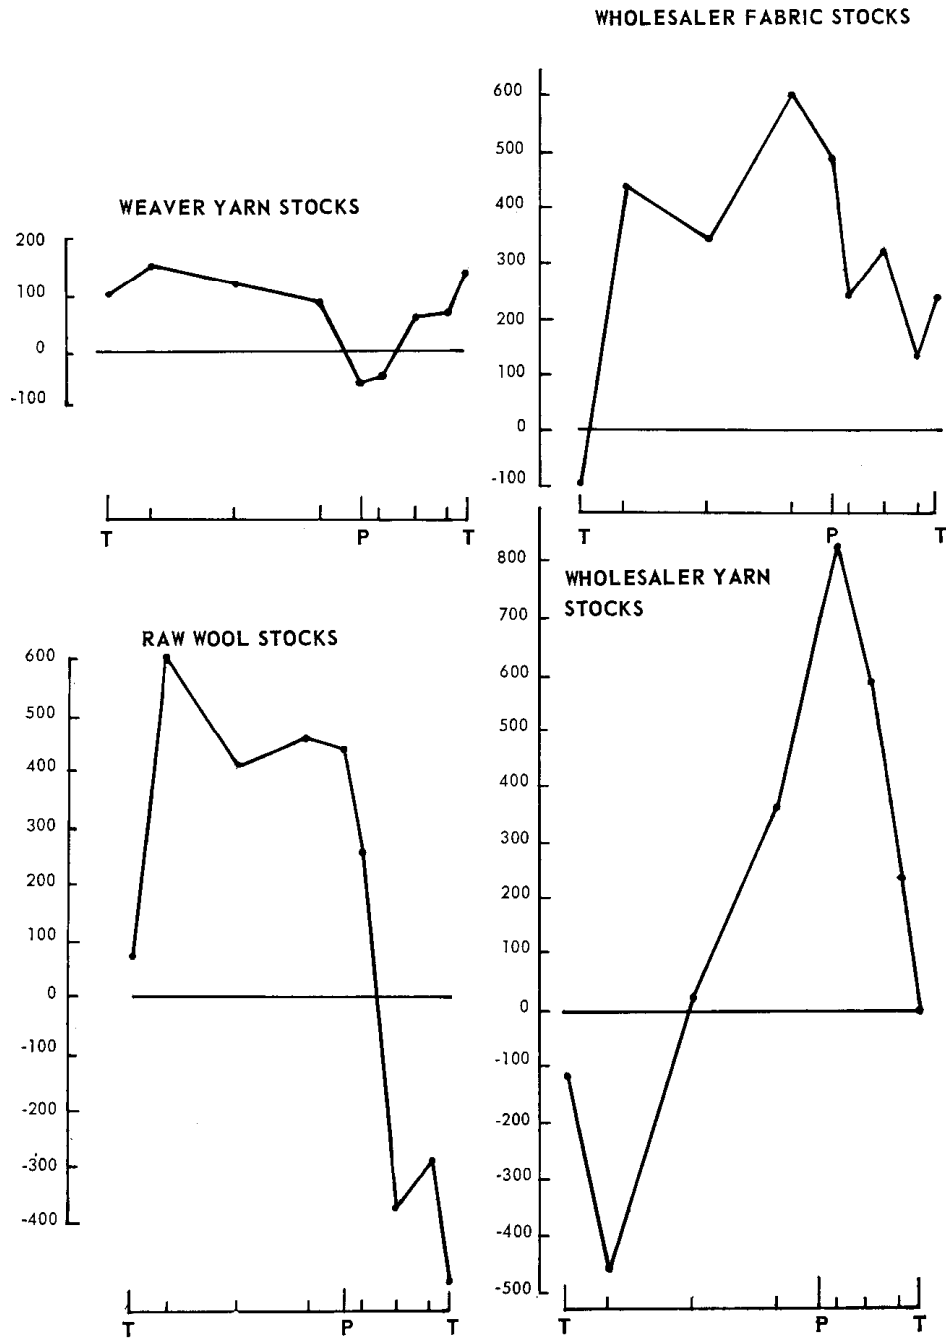 WHOLESALER FABRIC STOCKS
600
500
400
300
200
100
0
-100
T
P
T
WEAVER YARN STOCKS
200
100
0
-100
T
P
T
RAW WOOL STOCKS
600
500
400
300
200
100
0
-100
-200
-300
-400
T
P
T
WHOLESALER YARN
STOCKS
800
700
600
500
400
300
200
100
0
-100
-200
-300
-400
-500
T
P
T